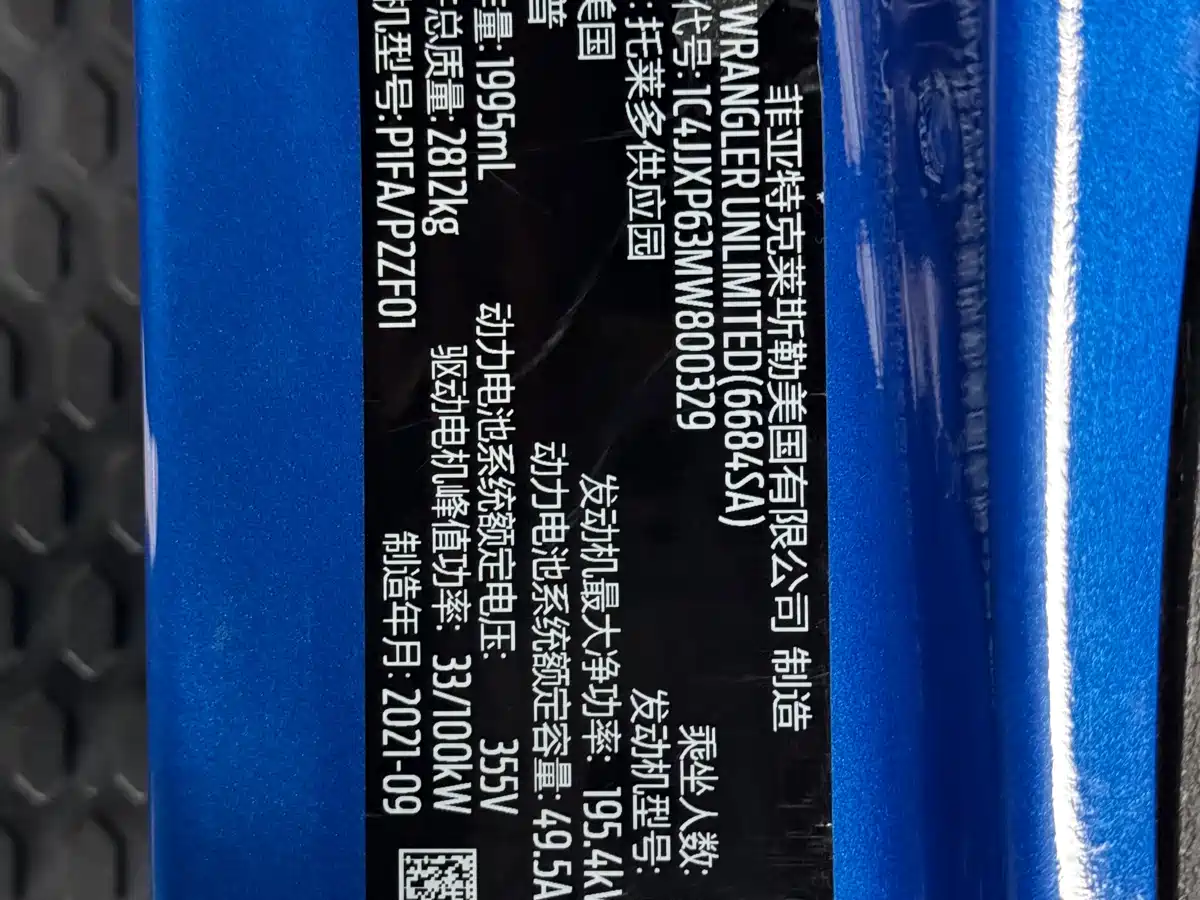 菲亚特克莱斯勒美国有限公司 制造
WRANGLER UNLIMITED(6684SA)
代号:1C4JJXP63MW800329 乘坐人数:
:托莱多供应园 发动机型号:
美国 发动机最大净功率: 195.4k
普 动力电池系统额定容量: 49.5A
量: 1995mL 动力电池系统额定电压: 355V
总质量: 2812kg 驱动电机峰值功率: 33/100kW
机型号:P1FA/P2ZF01 制造年月: 2021-09